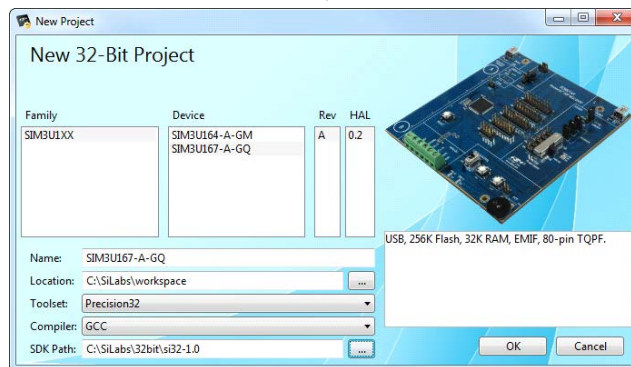 New Project
New 32-Bit Project
Family Device Rev HAL
SIM3U1XX SIM3U164-A-GM A 0.2
SIM3U167-A-GQ
USB, 256K Flash, 32K RAM, EMIF, 80-pin TQPF.
Name: SIM3U167-A-GQ
Location: C:\SiLabs\workspace ...
Toolset: Precision32
Compiler: GCC
SDK Path: C:\SiLabs\32bit\si32-1.0 ... OK Cancel